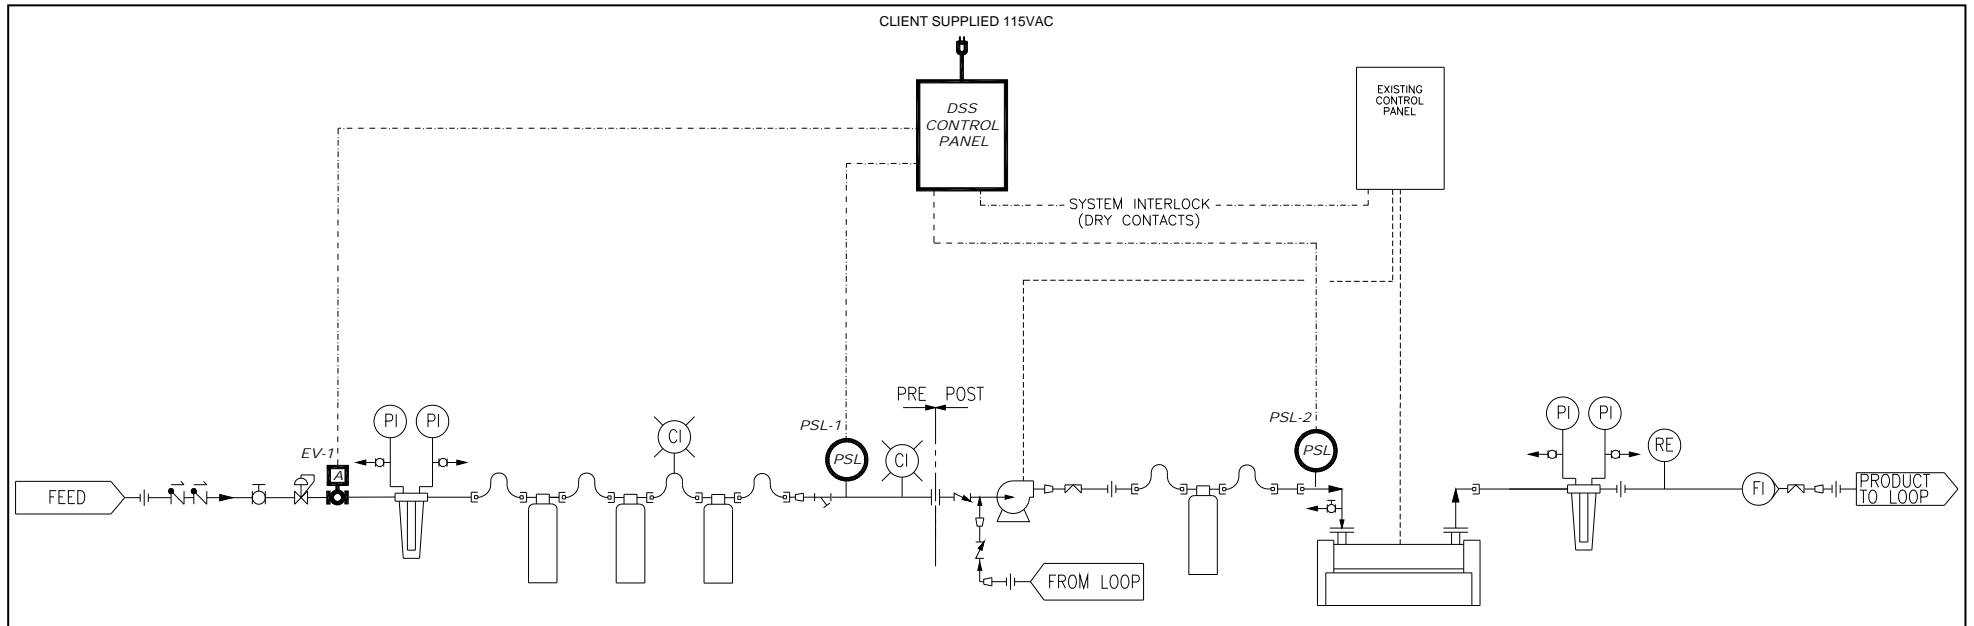 CLIENT SUPPLIED 115VAC
DSS
CONTROL
PANEL
EXISTING
CONTROL
PANEL
SYSTEM INTERLOCK
(DRY CONTACTS)
PRE POST
PI
PI
CI
PSL-1
PSL
CI
PSL-2
PSL
PI
PI
RE
EV-1
A
FEED
FI
PRODUCT
TO LOOP
FROM LOOP